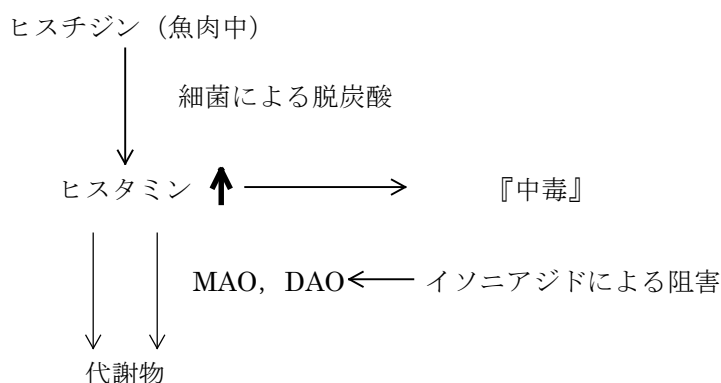 ヒスチジン（魚肉中）
細菌による脱炭酸
ヒスタミン 『中毒』
MAO，DAO イソニアジドによる阻害
代謝物